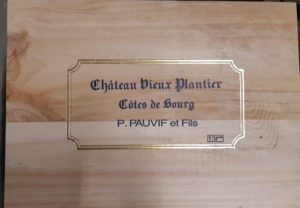 Château Vieux Plantier
Côtes de Bourg
P. PAUVIF et Fils